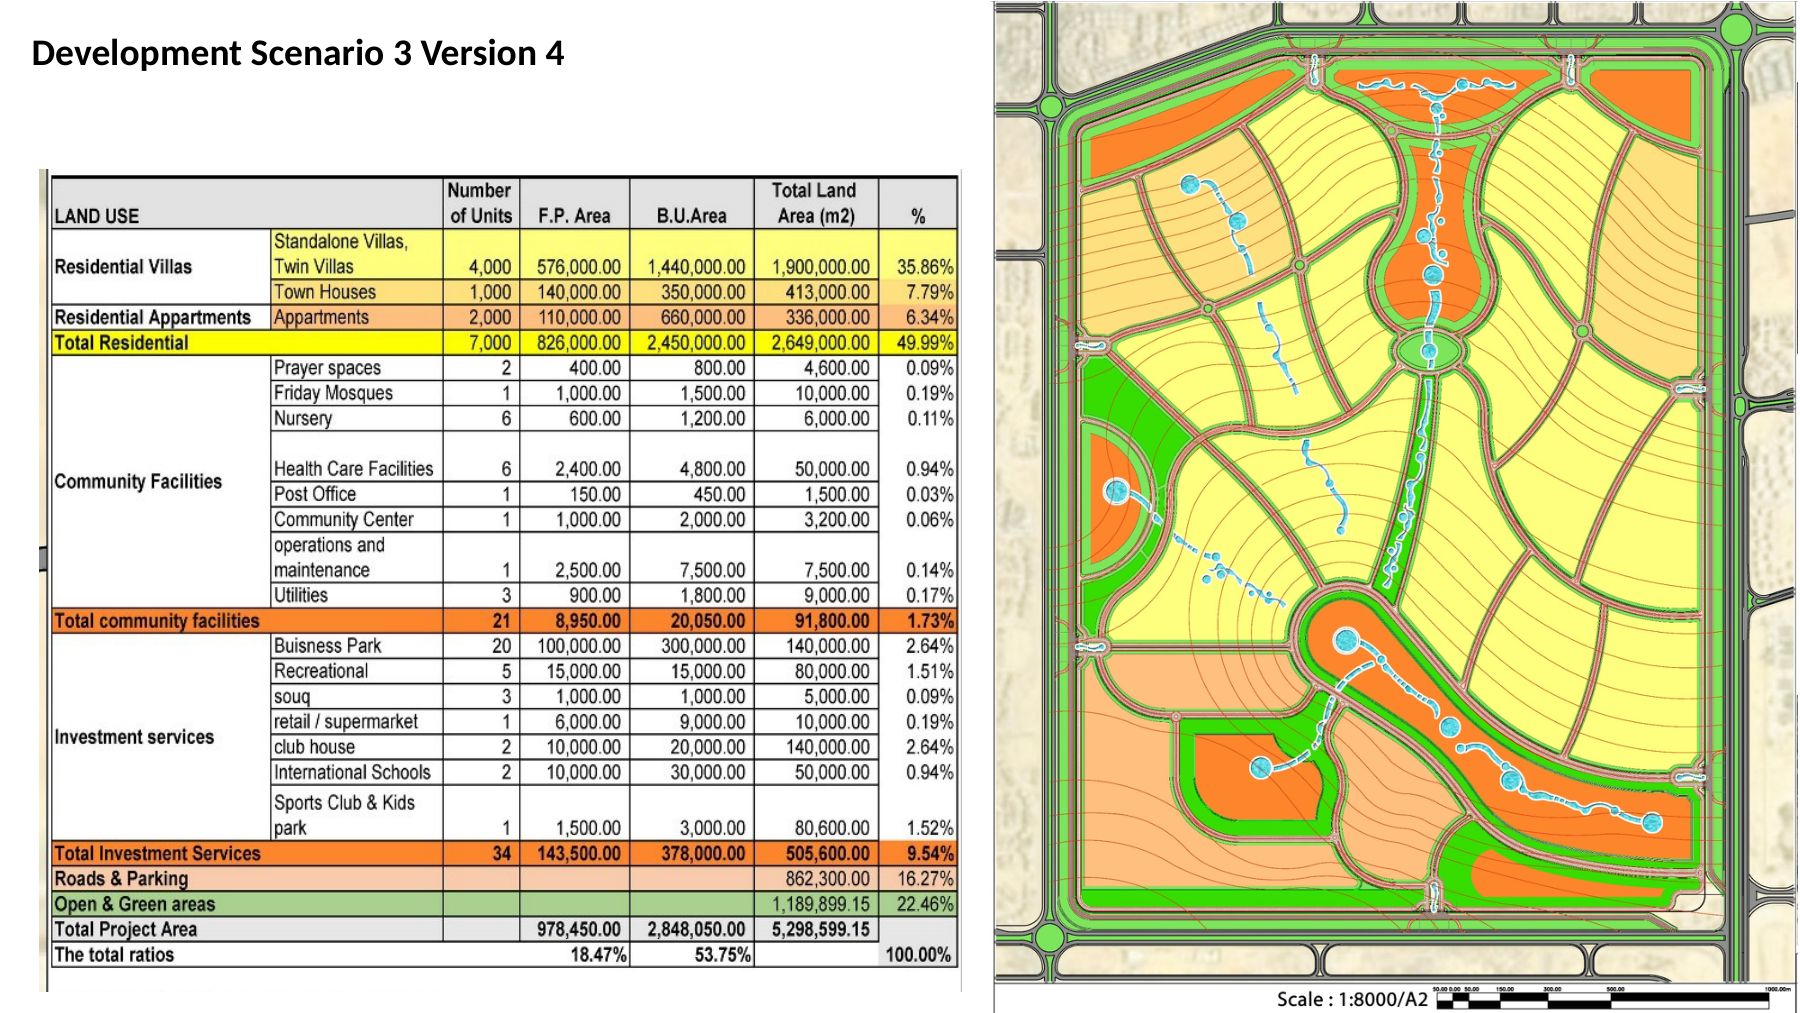 Development Scenario 3 Version 4
LAND USE Number of Units F.P. Area B.U.Area Total Land Area (m2) %
Residential Villas Standalone Villas, Twin Villas 4,000 576,000.00 1,440,000.00 1,900,000.00 35.86%
Town Houses 1,000 140,000.00 350,000.00 413,000.00 7.79%
Residential Appartments Appartments 2,000 110,000.00 660,000.00 336,000.00 6.34%
Total Residential 7,000 826,000.00 2,450,000.00 2,649,000.00 49.99%
Community Facilities
Prayer spaces 2 400.00 800.00 4,600.00 0.09%
Friday Mosques 1 1,000.00 1,500.00 10,000.00 0.19%
Nursery 6 600.00 1,200.00 6,000.00 0.11%
Health Care Facilities 6 2,400.00 4,800.00 50,000.00 0.94%
Post Office 1 150.00 450.00 1,500.00 0.03%
Community Center 1 1,000.00 2,000.00 3,200.00 0.06%
operations and maintenance 1 2,500.00 7,500.00 7,500.00 0.14%
Utilities 3 900.00 1,800.00 9,000.00 0.17%
Total community facilities 21 8,950.00 20,050.00 91,800.00 1.73%
Investment services
Buisness Park 20 100,000.00 300,000.00 140,000.00 2.64%
Recreational 5 15,000.00 15,000.00 80,000.00 1.51%
souq 3 1,000.00 1,000.00 5,000.00 0.09%
retail / supermarket 1 6,000.00 9,000.00 10,000.00 0.19%
club house 2 10,000.00 20,000.00 140,000.00 2.64%
International Schools 2 10,000.00 30,000.00 50,000.00 0.94%
Sports Club & Kids park 1 1,500.00 3,000.00 80,600.00 1.52%
Total Investment Services 34 143,500.00 378,000.00 505,600.00 9.54%
Roads & Parking 862,300.00 16.27%
Open & Green areas 1,189,899.15 22.46%
Total Project Area 978,450.00 2,848,050.00 5,298,599.15
The total ratios 18.47% 53.75% 100.00%
50.00 0.00 50.00 150.00 300.00 500.00 1000.00m
Scale : 1:8000/A2